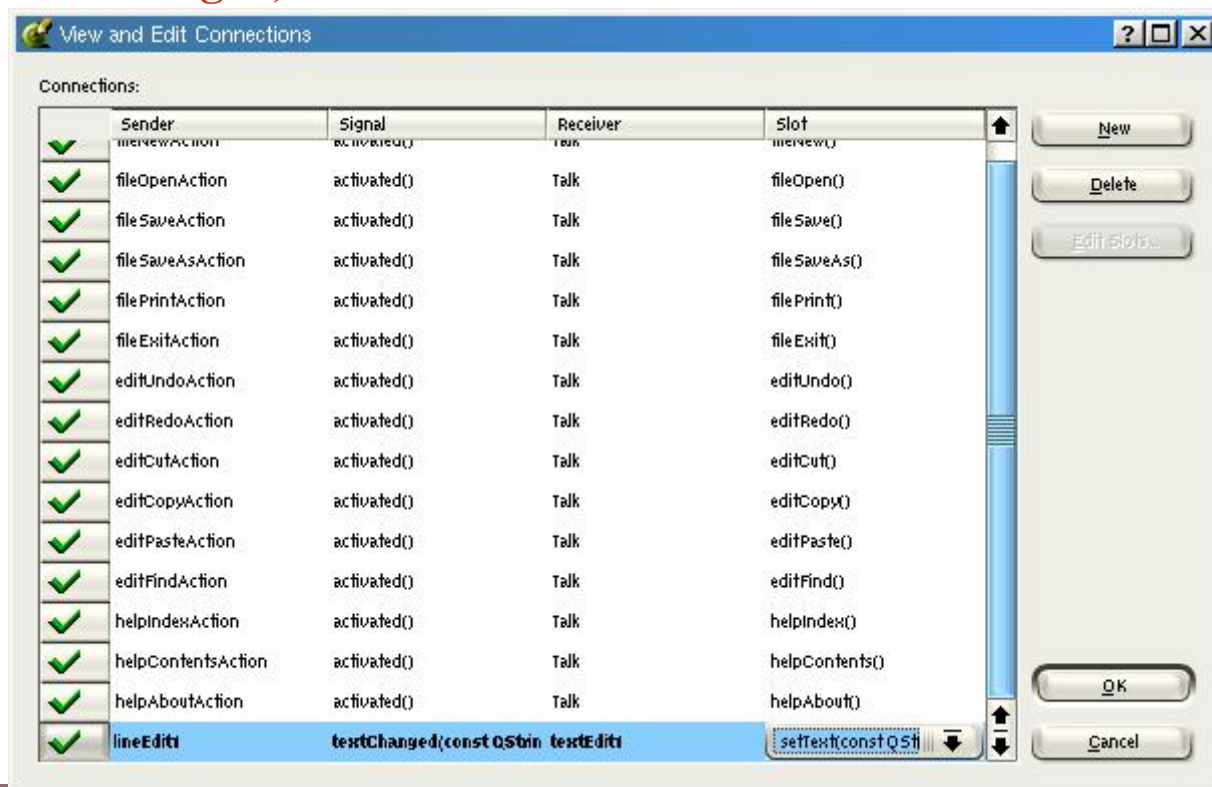 View and Edit Connections
Connections:
Sender Signal Receiver Slot
New
fileNewAction activated() Talk fileNew()
fileOpenAction activated() Talk fileOpen()
Delete
fileSaveAction activated() Talk fileSave()
Edit Slots...
fileSaveAsAction activated() Talk fileSaveAs()
filePrintAction activated() Talk filePrint()
fileExitAction activated() Talk fileExit()
editUndoAction activated() Talk editUndo()
editRedoAction activated() Talk editRedo()
editCutAction activated() Talk editCut()
editCopyAction activated() Talk editCopy()
editPasteAction activated() Talk editPaste()
editFindAction activated() Talk editFind()
helpIndexAction activated() Talk helpIndex()
helpContentsAction activated() Talk helpContents()
OK
helpAboutAction activated() Talk helpAbout()
lineEdit1 textChanged(const QStrin textEdit1 setText(const QSt
Cancel